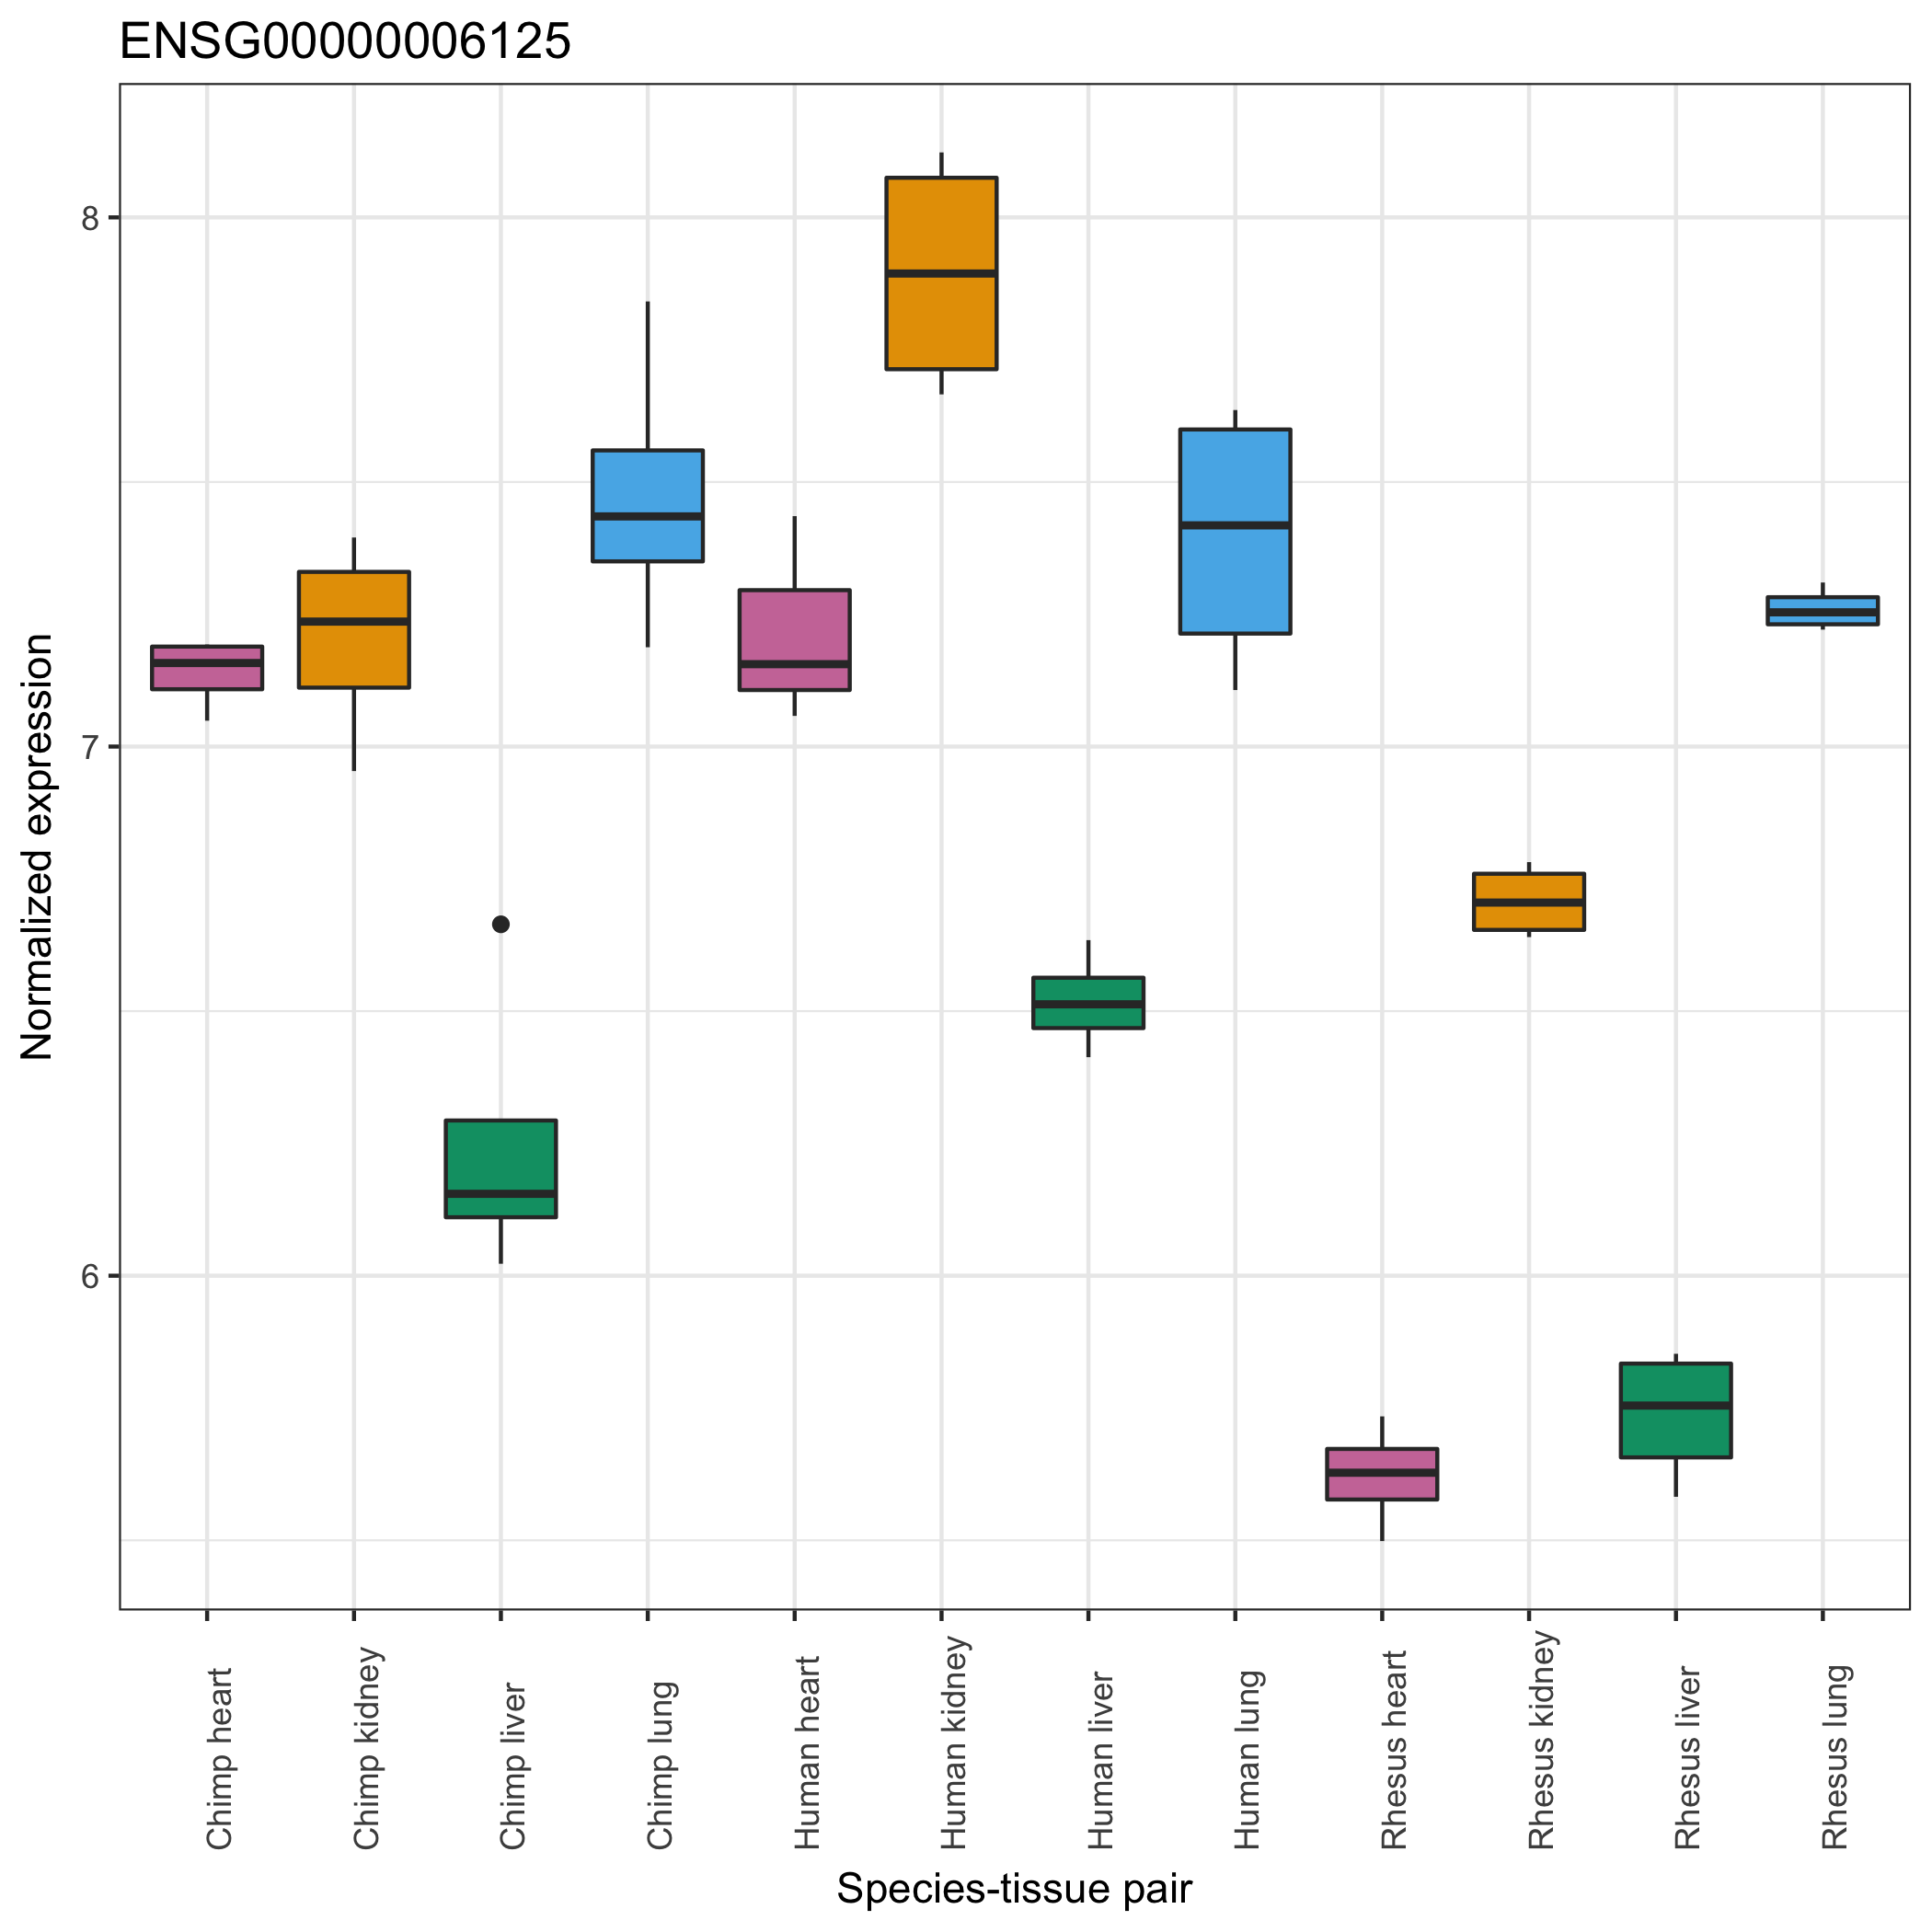 ENSG00000006125
Normalized expression
8
7
6
Chimp heart
Chimp kidney
Chimp liver
Chimp lung
Human heart
Human kidney
Human liver
Human lung
Rhesus heart
Rhesus kidney
Rhesus liver
Rhesus lung
Species-tissue pair